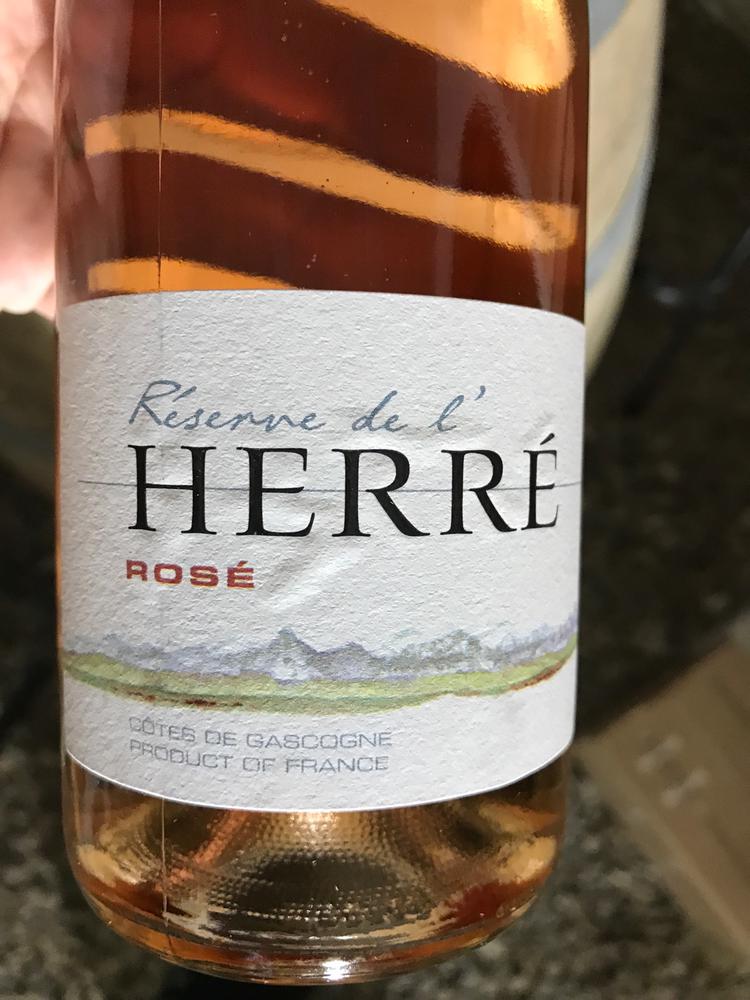 Réserve de l'
HERRÉ
ROSÉ
CÔTES DE GASCOGNE
PRODUCT OF FRANCE